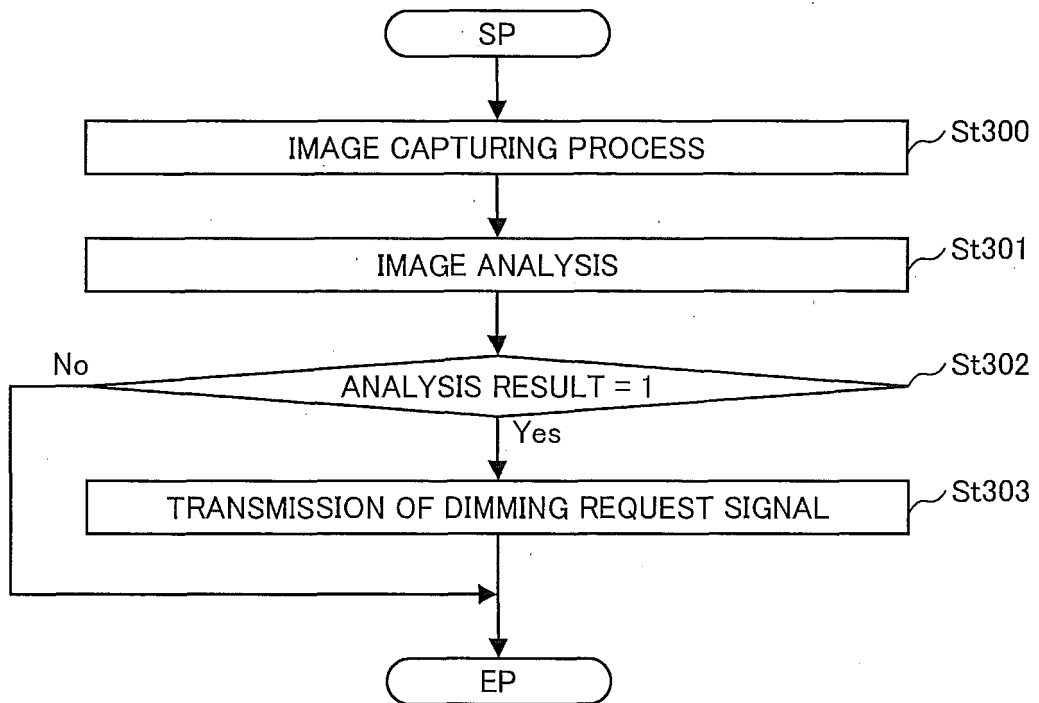 SP
IMAGE CAPTURING PROCESS
St300
IMAGE ANALYSIS
St301
No
ANALYSIS RESULT = 1
St302
Yes
TRANSMISSION OF DIMMING REQUEST SIGNAL
St303
EP